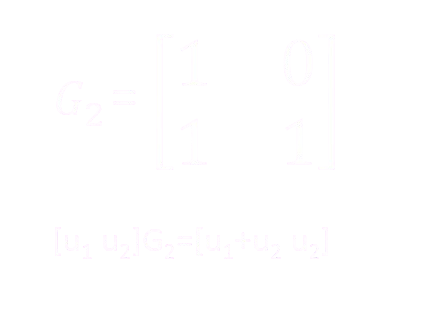 G₂ = [1 0
1 1]
[u₁ u₂]G₂=[u₁+u₂ u₂]